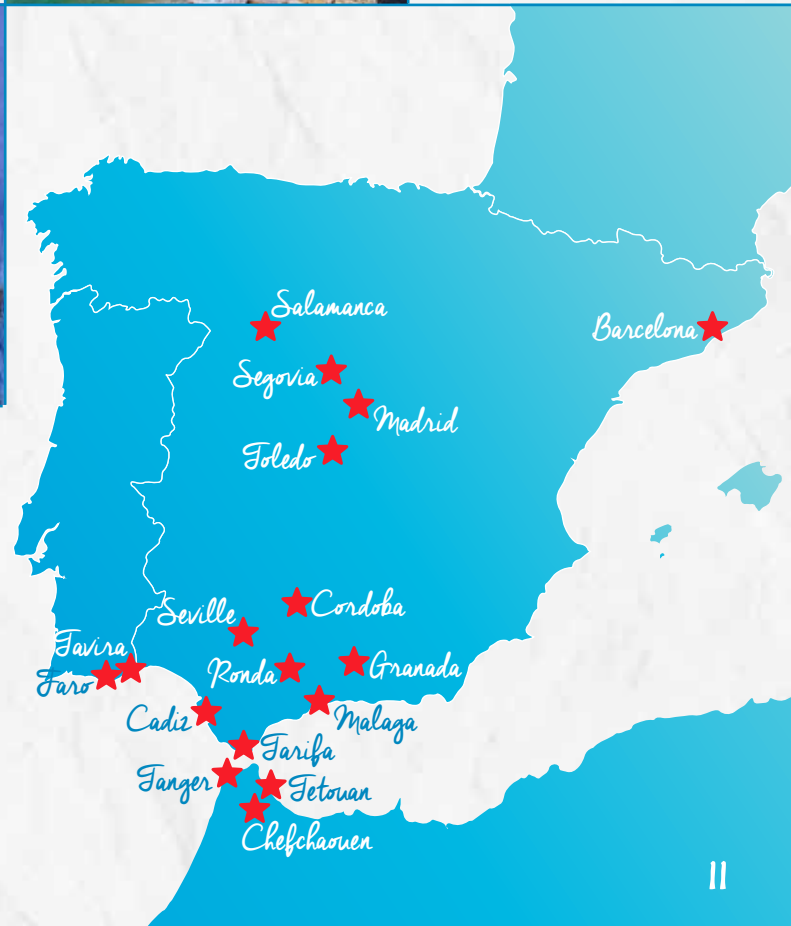 Salamanca
Barcelona
Segovia
Madrid
Toledo
Cordoba
Seville
Tavira
Ronda
Granada
Faro
Cadiz
Malaga
Tarifa
Tanger
Tetouan
Chefchaouen
11